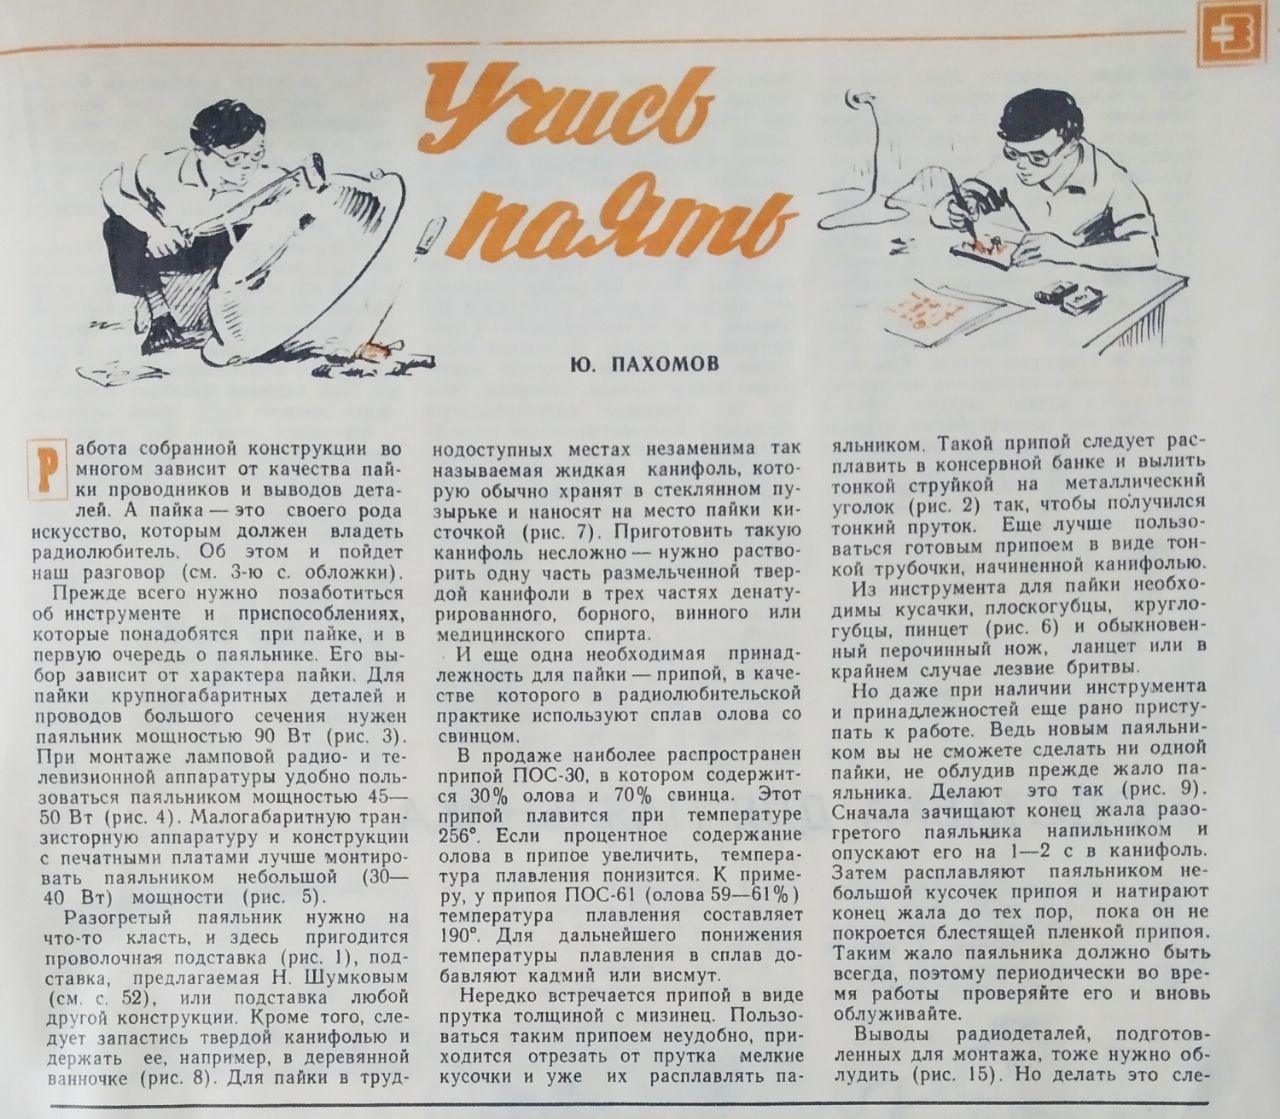 Учись
паять
Ю. ПАХОМОВ
Работа собранной конструкции во
многом зависит от качества пай-
ки проводников и выводов дета-
лей. А пайка — это своего рода
искусство, которым должен владеть
радиолюбитель. Об этом и пойдет
наш разговор (см. 3-ю с. обложки).
Прежде всего нужно позаботиться
об инструменте и приспособлениях,
которые понадобятся при пайке, и в
первую очередь о паяльнике. Его вы-
бор зависит от характера пайки. Для
пайки крупногабаритных деталей и
проводов большого сечения нужен
паяльник мощностью 90 Вт (рис. 3).
При монтаже ламповой радио- и те-
левизионной аппаратуры удобно поль-
зоваться паяльником мощностью 45—
50 Вт (рис. 4). Малогабаритную тран-
зисторную аппаратуру и конструкции
с печатными платами лучше монтиро-
вать паяльником небольшой (30—
40 Вт) мощности (рис. 5).
Разогретый паяльник нужно на
что-то класть, и здесь пригодится
проволочная подставка (рис. 1), под-
ставка, предлагаемая Н. Шумковым
(см. с. 52), или подставка любой
другой конструкции. Кроме того, сле-
дует запастись твердой канифолью и
держать ее, например, в деревянной
ванночке (рис. 8). Для пайки в труд-
нодоступных местах незаменима так
называемая жидкая канифоль, кото-
рую обычно хранят в стеклянном пу-
зырьке и наносят на место пайки ки-
сточкой (рис. 7). Приготовить такую
канифоль несложно — нужно раство-
рить одну часть размельченной твер-
дой канифоли в трех частях денату-
рированного, борного, винного или
медицинского спирта.
И еще одна необходимая принад-
лежность для пайки — припой, в каче-
стве которого в радиолюбительской
практике используют сплав олова со
свинцом.
В продаже наиболее распространен
припой ПОС-30, в котором содержит-
ся 30% олова и 70% свинца. Этот
припой плавится при температуре
256°. Если процентное содержание
олова в припое увеличить, темпера-
тура плавления понизится. К приме-
ру, у припоя ПОС-61 (олова 59—61%)
температура плавления составляет
190°. Для дальнейшего понижения
температуры плавления в сплав до-
бавляют кадмий или висмут.
Нередко встречается припой в виде
прутка толщиной с мизинец. Пользо-
ваться таким припоем неудобно, при-
ходится отрезать от прутка мелкие
кусочки и уже их расплавлять па-
яльником. Такой припой следует рас-
плавить в консервной банке и вылить
тонкой струйкой на металлический
уголок (рис. 2) так, чтобы получился
тонкий пруток. Еще лучше пользо-
ваться готовым припоем в виде тон-
кой трубочки, начиненной канифолью.
Из инструмента для пайки необхо-
димы кусачки, плоскогубцы, кругло-
губцы, пинцет (рис. 6) и обыкновен-
ный перочинный нож, ланцет или в
крайнем случае лезвие бритвы.
Но даже при наличии инструмента
и принадлежностей еще рано присту-
пать к работе. Ведь новым паяльни-
ком вы не сможете сделать ни одной
пайки, не облудив прежде жало па-
яльника. Делают это так (рис. 9).
Сначала зачищают конец жала разо-
гретого паяльника напильником и
опускают его на 1—2 с в канифоль.
Затем расплавляют паяльником не-
большой кусочек припоя и натирают
конец жала до тех пор, пока он не
покроется блестящей пленкой припоя.
Таким жало паяльника должно быть
всегда, поэтому периодически во вре-
мя работы проверяйте его и вновь
облуживайте.
Выводы радиодеталей, подготов-
ленных для монтажа, тоже нужно об-
лудить (рис. 15). Но делать это сле-